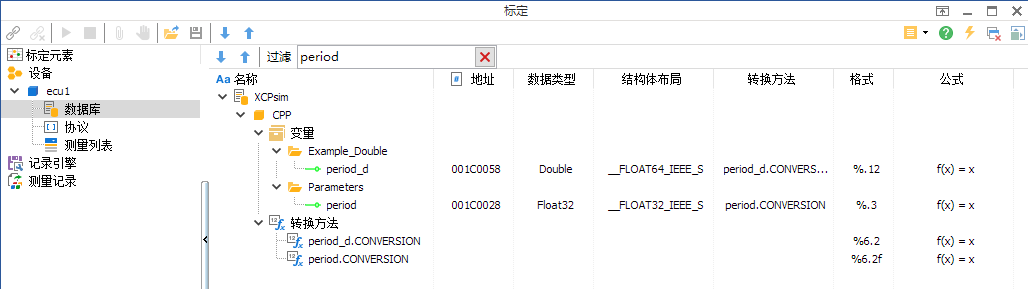 标定
过滤 period
标定元素
设备
ecu1
数据库
协议
测量列表
记录引擎
测量记录
Aa 名称 # 地址 数据类型 结构体布局 转换方法 格式 公式
XCPsim
CPP
变量
Example_Double
period_d 001C0058 Double __FLOAT64_IEEE_S period_d.CONVERS... %.12 f(x) = x
Parameters
period 001C0028 Float32 __FLOAT32_IEEE_S period.CONVERSION %.3 f(x) = x
转换方法
period_d.CONVERSION %6.2 f(x) = x
period.CONVERSION %6.2f f(x) = x